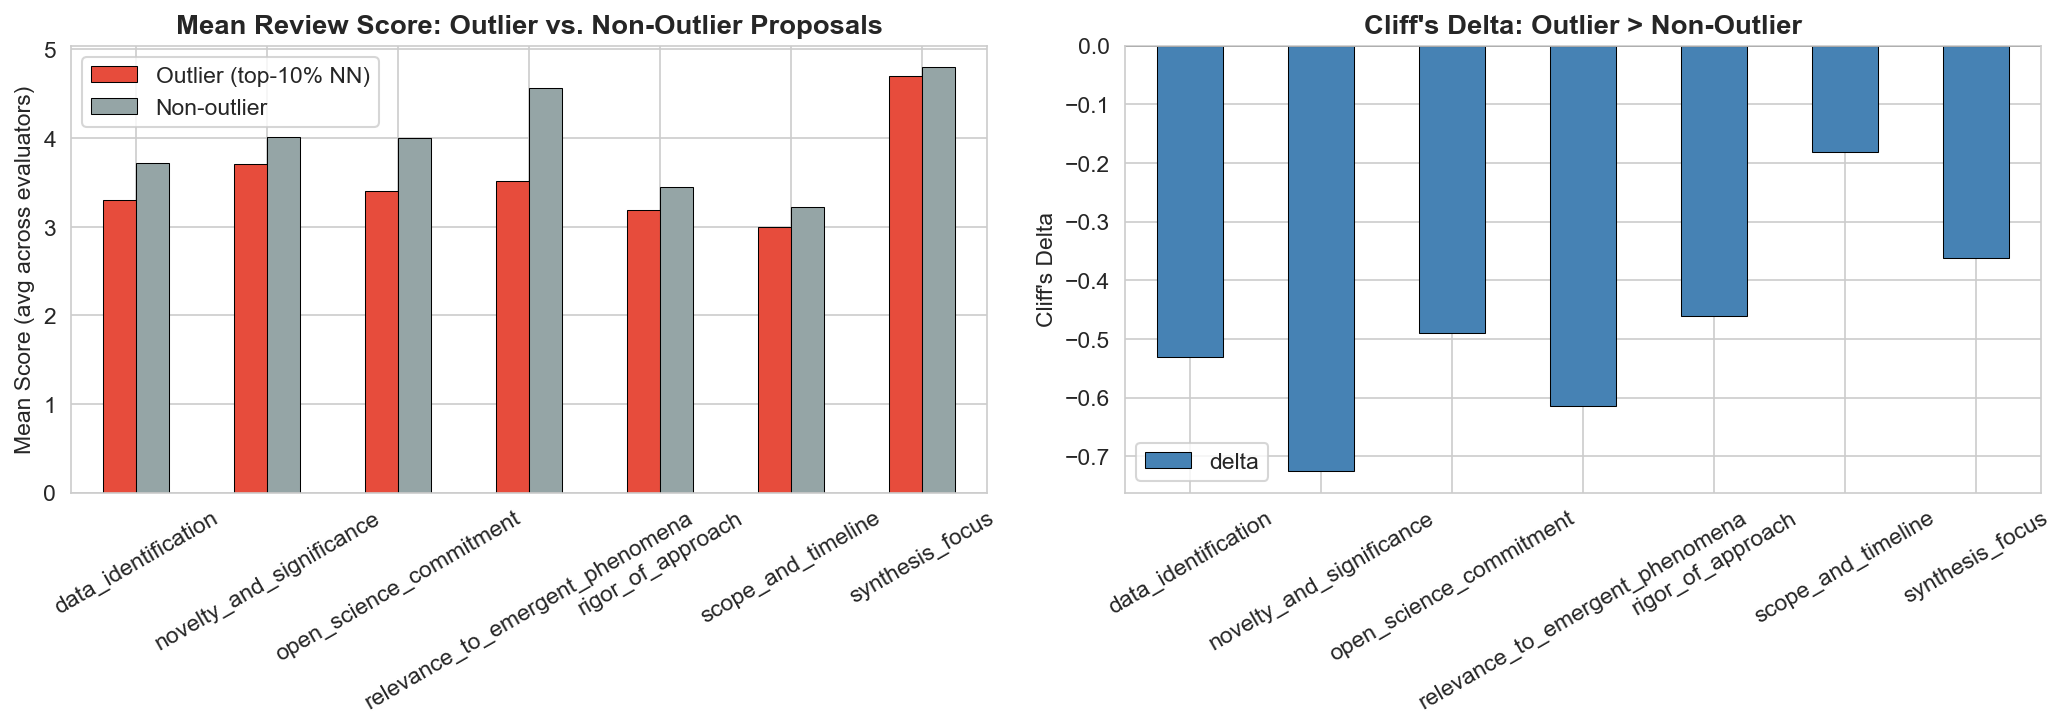 Mean Review Score: Outlier vs. Non-Outlier Proposals
Mean Score (avg across evaluators)
5
4
3
2
1
0
Outlier (top-10% NN)
Non-outlier
data_identification
novelty_and_significance
open_science_commitment
relevance_to_emergent_phenomena
rigor_of_approach
scope_and_timeline
synthesis_focus
Cliff's Delta: Outlier > Non-Outlier
Cliff's Delta
0.0
−0.1
−0.2
−0.3
−0.4
−0.5
−0.6
−0.7
delta
data_identification
novelty_and_significance
open_science_commitment
relevance_to_emergent_phenomena
rigor_of_approach
scope_and_timeline
synthesis_focus